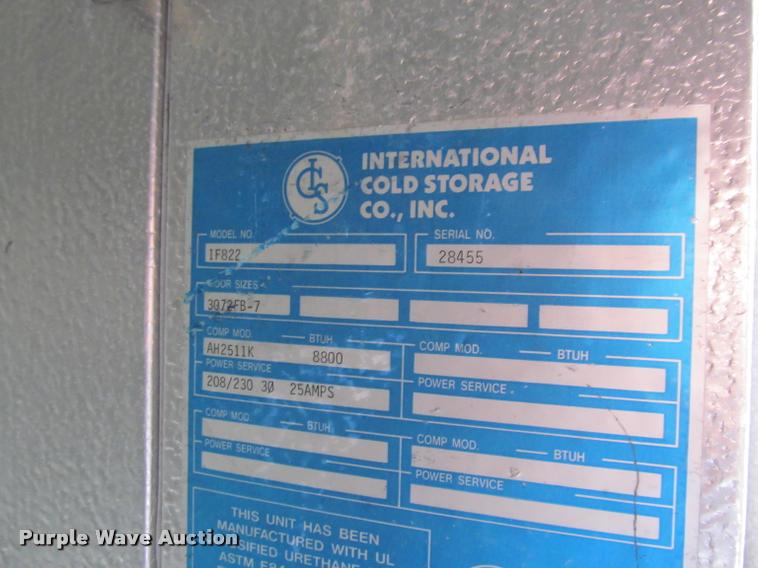 ICS
INTERNATIONAL
COLD STORAGE
CO., INC.
MODEL NO.
SERIAL NO.
1F822
28455
DOOR SIZES
3072FB-7
COMP MOD. BTUH
COMP MOD. BTUH
AH2511K 8800
POWER SERVICE
POWER SERVICE
208/230 3Ø 25AMPS
COMP MOD. BTUH
COMP MOD. BTUH
POWER SERVICE
POWER SERVICE
THIS UNIT HAS BEEN
MANUFACTURED WITH UL
URETHANE
ASTM
Purple Wave Auction